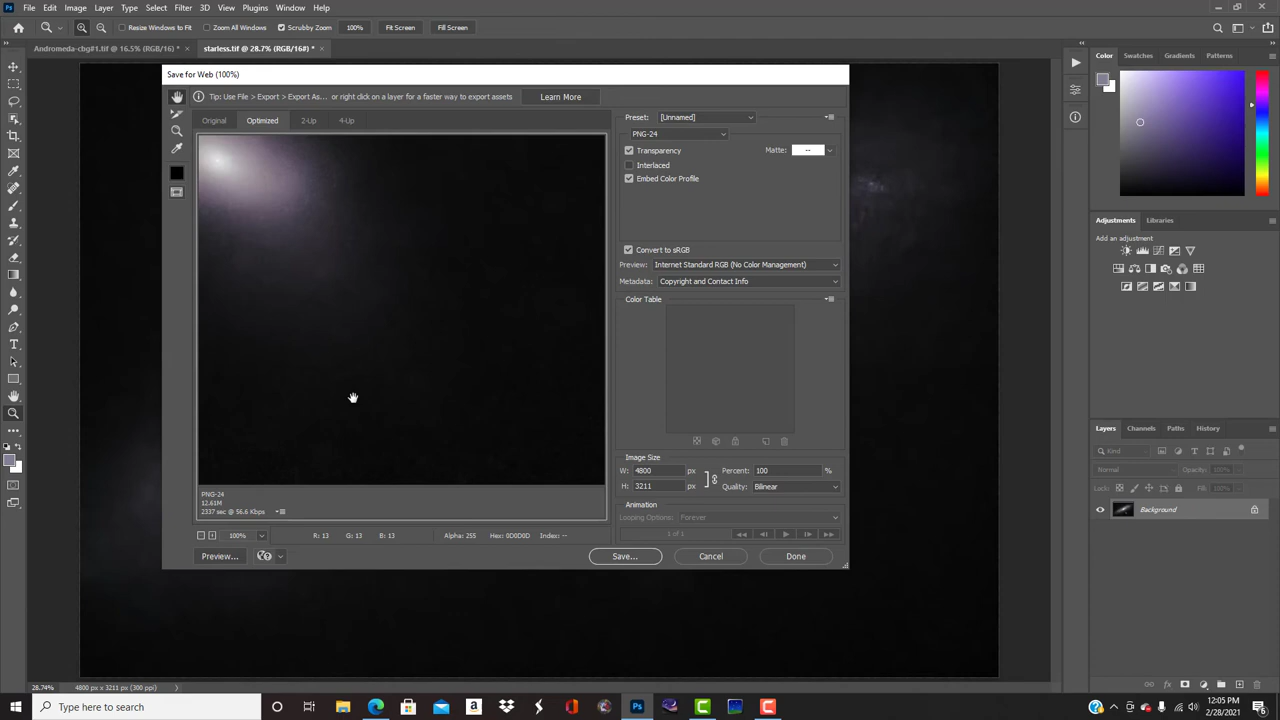 Ps File Edit Image Layer Type Select Filter 3D View Plugins Window Help
Resize Windows to Fit Zoom All Windows Scrubby Zoom 100% Fit Screen Fill Screen
Andromeda-cbg#1.tif @ 16.5% (RGB/16) * × starless.tif @ 28.7% (RGB/16#) * ×
Color Swatches Gradients Patterns
Save for Web (100%)
Tip: Use File > Export > Export As... or right click on a layer for a faster way to export assets Learn More
Original Optimized 2-Up 4-Up
Preset: [Unnamed]
PNG-24
Transparency Matte: --
Interlaced
Embed Color Profile
Convert to sRGB
Preview: Internet Standard RGB (No Color Management)
Metadata: Copyright and Contact Info
Color Table
Image Size
W: 4800 px Percent: 100 %
H: 3211 px Quality: Bilinear
Animation
Looping Options: Forever
1 of 1
PNG-24
12.61M
2337 sec @ 56.6 Kbps
100% R: 13 G: 13 B: 13 Alpha: 255 Hex: 0D0D0D Index: --
Preview... Save... Cancel Done
Adjustments Libraries
Add an adjustment
Layers Channels Paths History
Kind
Normal Opacity: 100%
Lock: Fill: 100%
Background
28.74% 4800 px x 3211 px (300 ppi)
Type here to search
12:05 PM
2/28/2021